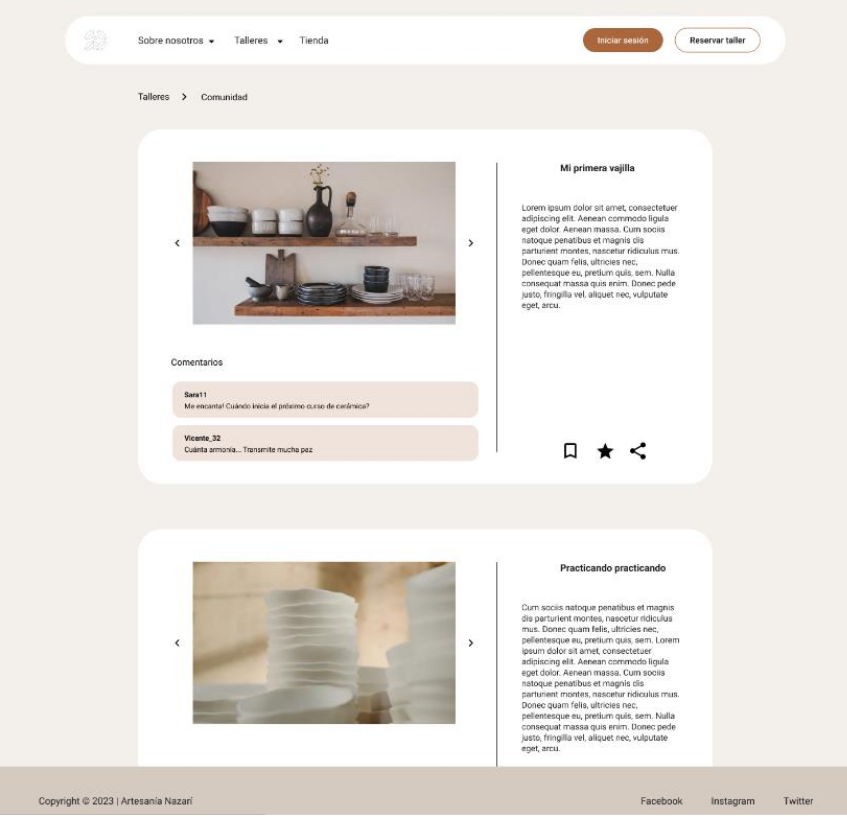 Sobre nosotros
Talleres
Tienda
Iniciar sesión
Reservar taller
Talleres > Comunidad
Mi primera vajilla
Lorem ipsum dolor sit amet, consectetuer
adipiscing elit. Aenean commodo ligula
eget dolor. Aenean massa. Cum sociis
natoque penatibus et magnis dis
parturient montes, nascetur ridiculus mus.
Donec quam felis, ultricies nec,
pellentesque eu, pretium quis, sem. Nulla
consequat massa quis enim. Donec pede
justo, fringilla vel, aliquet nec, vulputate
eget, arcu.
Comentarios
Sara11
Me encanta! Cuándo inicia el próximo curso de cerámica?
Vicente_32
Cuánta armonía... Transmite mucha paz
Practicando practicando
Cum sociis natoque penatibus et magnis
dis parturient montes, nascetur ridiculus
mus. Donec quam felis, ultricies nec,
pellentesque eu, pretium quis, sem. Lorem
ipsum dolor sit amet, consectetuer
adipiscing elit. Aenean commodo ligula
eget dolor. Aenean massa. Cum sociis
natoque penatibus et magnis dis
parturient montes, nascetur ridiculus mus.
Donec quam felis, ultricies nec,
pellentesque eu, pretium quis, sem. Nulla
consequat massa quis enim. Donec pede
justo, fringilla vel, aliquet nec, vulputate
eget, arcu.
Copyright © 2023 | Artesanía Nazarí
Facebook
Instagram
Twitter